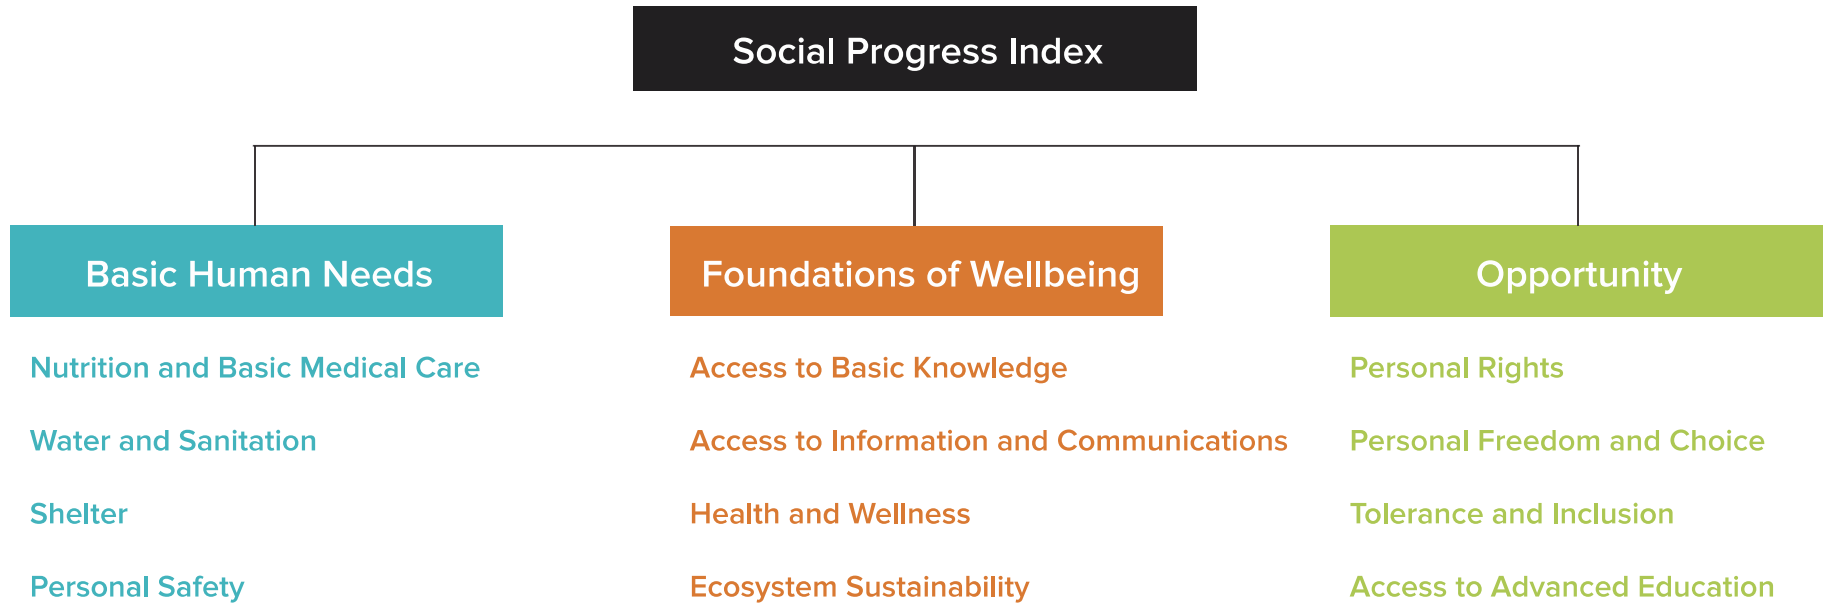 Social Progress Index
Basic Human Needs
Nutrition and Basic Medical Care
Water and Sanitation
Shelter
Personal Safety
Foundations of Wellbeing
Access to Basic Knowledge
Access to Information and Communications
Health and Wellness
Ecosystem Sustainability
Opportunity
Personal Rights
Personal Freedom and Choice
Tolerance and Inclusion
Access to Advanced Education